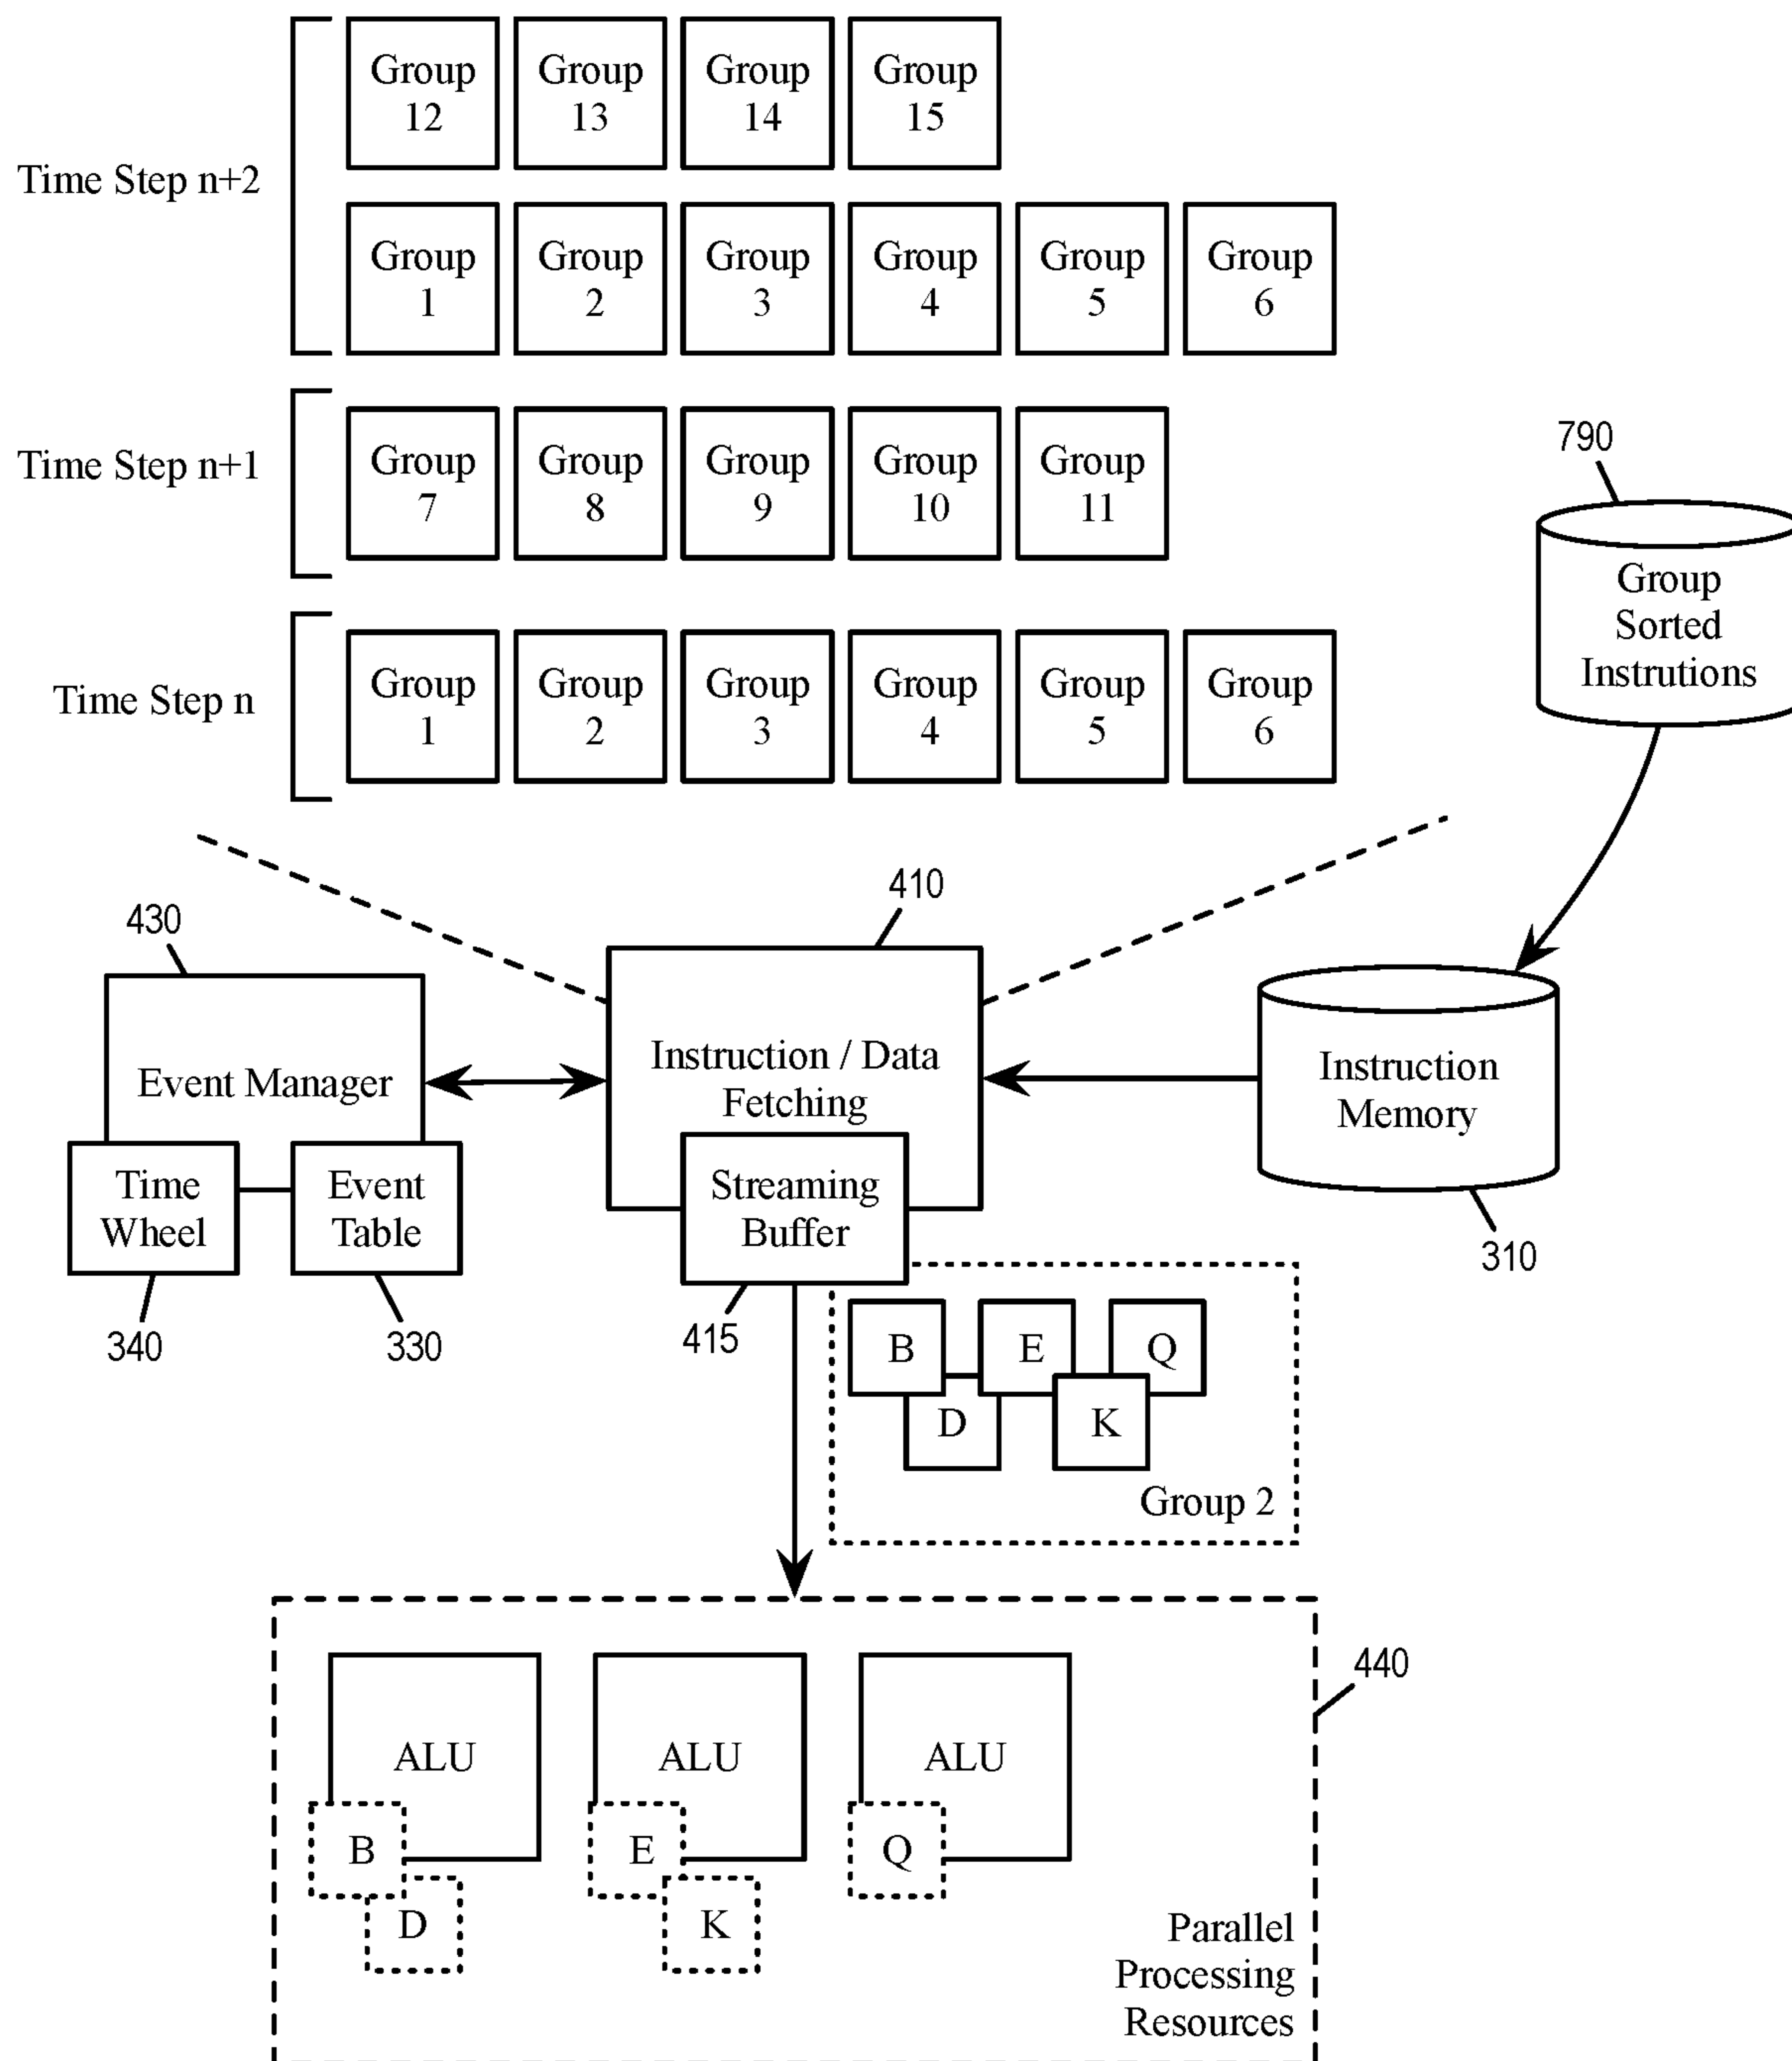 Group
12
Group
13
Group
14
Group
15
Time Step n+2
Group
1
Group
2
Group
3
Group
4
Group
5
Group
6
Time Step n+1
Group
7
Group
8
Group
9
Group
10
Group
11
790
Group
Sorted
Instrutions
Time Step n
Group
1
Group
2
Group
3
Group
4
Group
5
Group
6
430
410
Event Manager
Instruction / Data
Fetching
Instruction
Memory
Time
Wheel
Event
Table
Streaming
Buffer
310
340
330
415
B
E
Q
D
K
Group 2
440
ALU
ALU
ALU
B
E
Q
D
K
Parallel
Processing
Resources